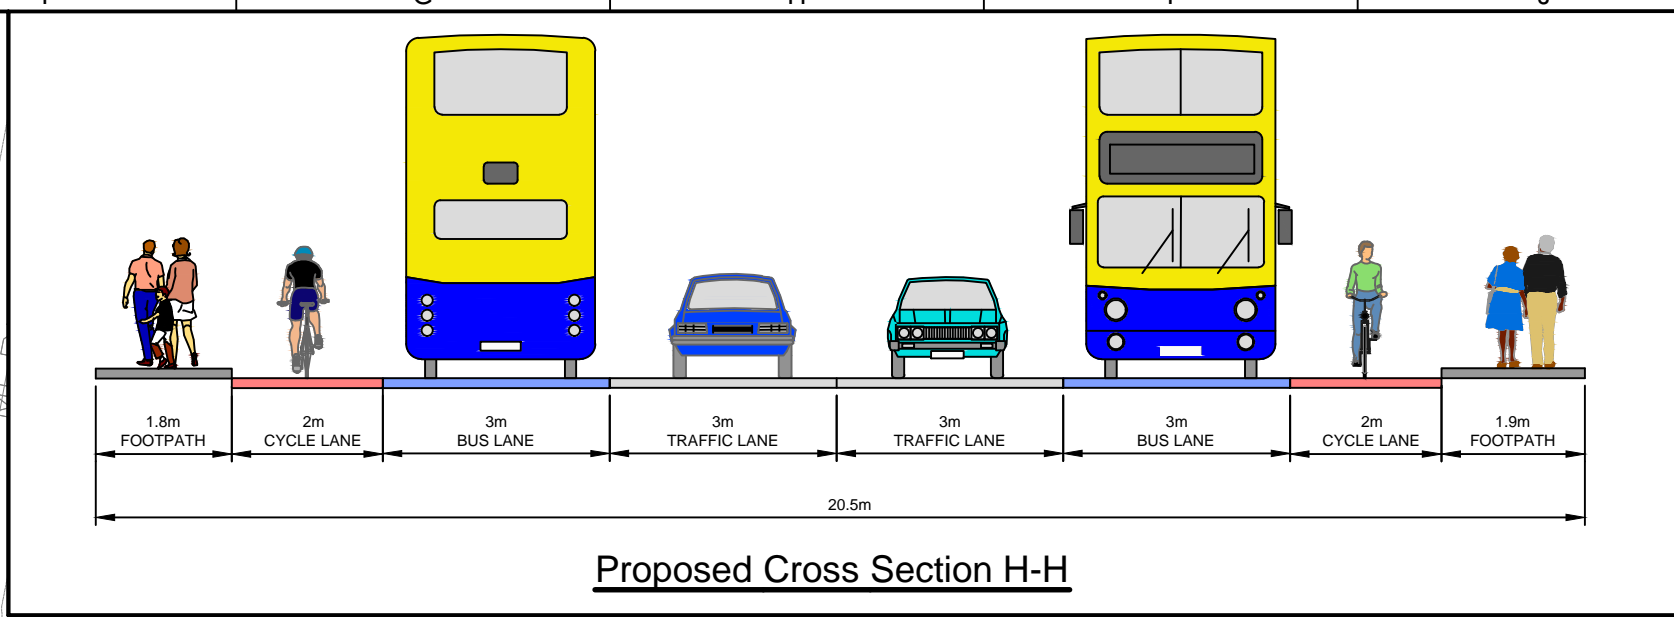 1.8m
FOOTPATH
2m
CYCLE LANE
3m
BUS LANE
3m
TRAFFIC LANE
3m
TRAFFIC LANE
3m
BUS LANE
2m
CYCLE LANE
1.9m
FOOTPATH
20.5m
Proposed Cross Section H-H